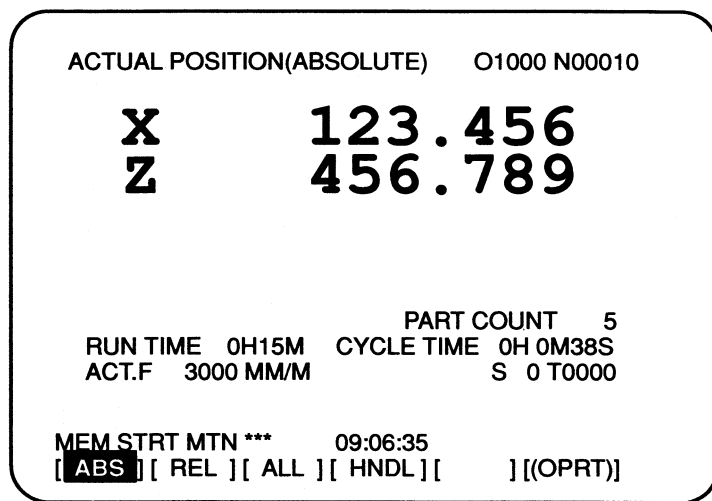 ACTUAL POSITION(ABSOLUTE) O1000 N00010
X 123.456
Z 456.789
PART COUNT 5
RUN TIME 0H15M CYCLE TIME 0H 0M38S
ACT.F 3000 MM/M S 0 T0000
MEM STRT MTN *** 09:06:35
[ ABS ] [ REL ] [ ALL ] [ HNDL ] [ ] [(OPRT)]